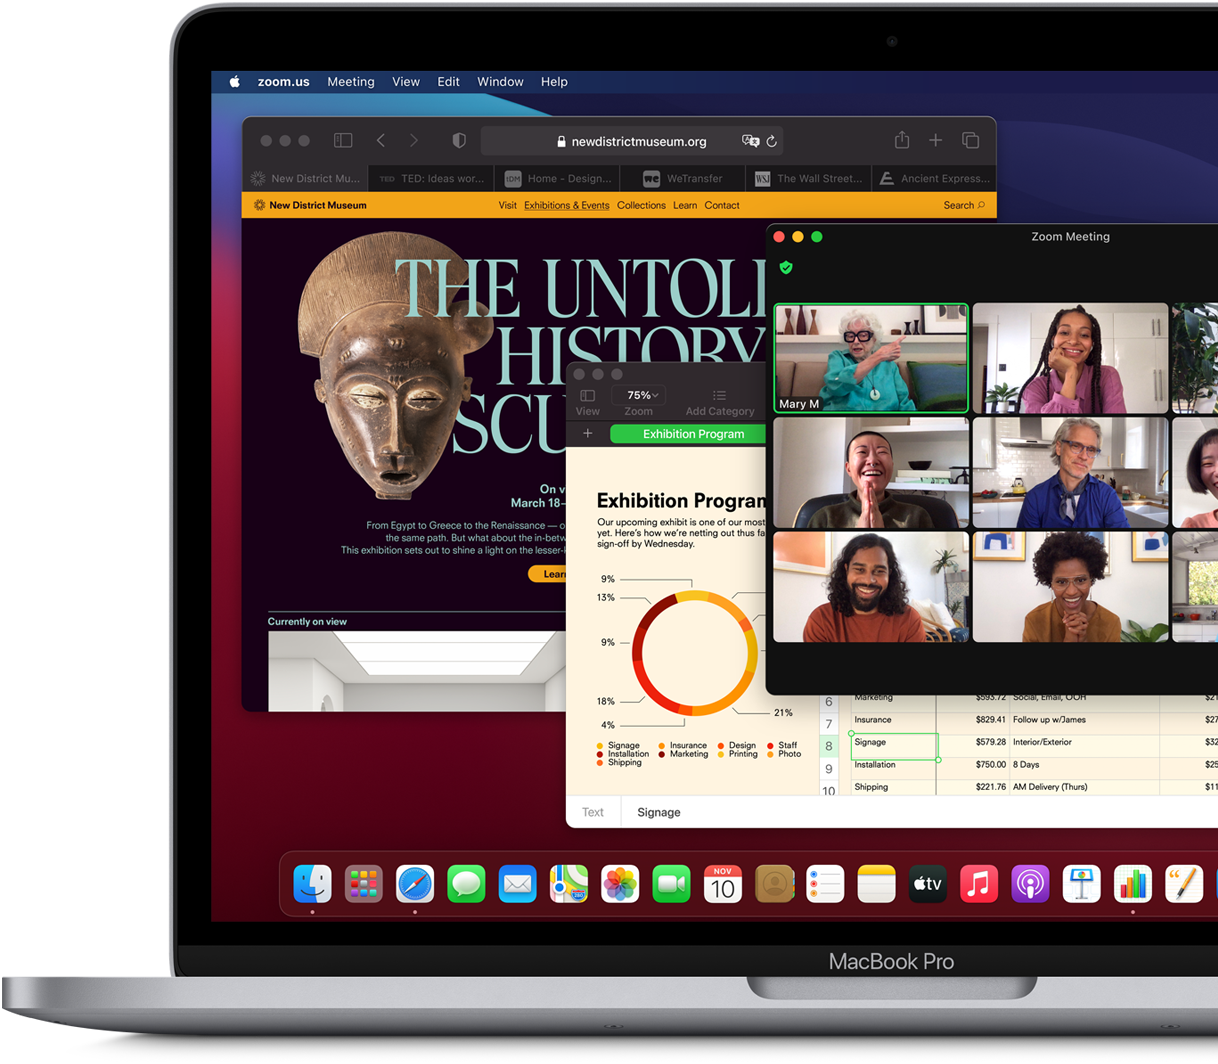 zoom.us Meeting View Edit Window Help
newdistrictmuseum.org
New District Mu... TED TED: Ideas wor... IDM Home - Design... we WeTransfer WSJ The Wall Street... Ancient Express...
New District Museum Visit Exhibitions & Events Collections Learn Contact Search
THE UNTOL
HISTORY
SCU
On v
March 18–
From Egypt to Greece to the Renaissance — o
the same path. But what about the in-betw
This exhibition sets out to shine a light on the lesser-k
Learn
Currently on view
75%
View Zoom Add Category
+ Exhibition Program
Exhibition Program
Our upcoming exhibit is one of our most
yet. Here's how we're netting out thus fa
sign-off by Wednesday.
9%
13%
9%
18%
4%
21%
Signage Insurance Design Staff
Installation Marketing Printing Photo
Shipping
Zoom Meeting
Mary M
6 Marketing $593.72 Social, Email, OOH $21
7 Insurance $829.41 Follow up w/James $27
8 Signage $579.28 Interior/Exterior $32
9 Installation $750.00 8 Days $25
10 Shipping $221.76 AM Delivery (Thurs) $11
Text Signage
NOV
10
tv
MacBook Pro